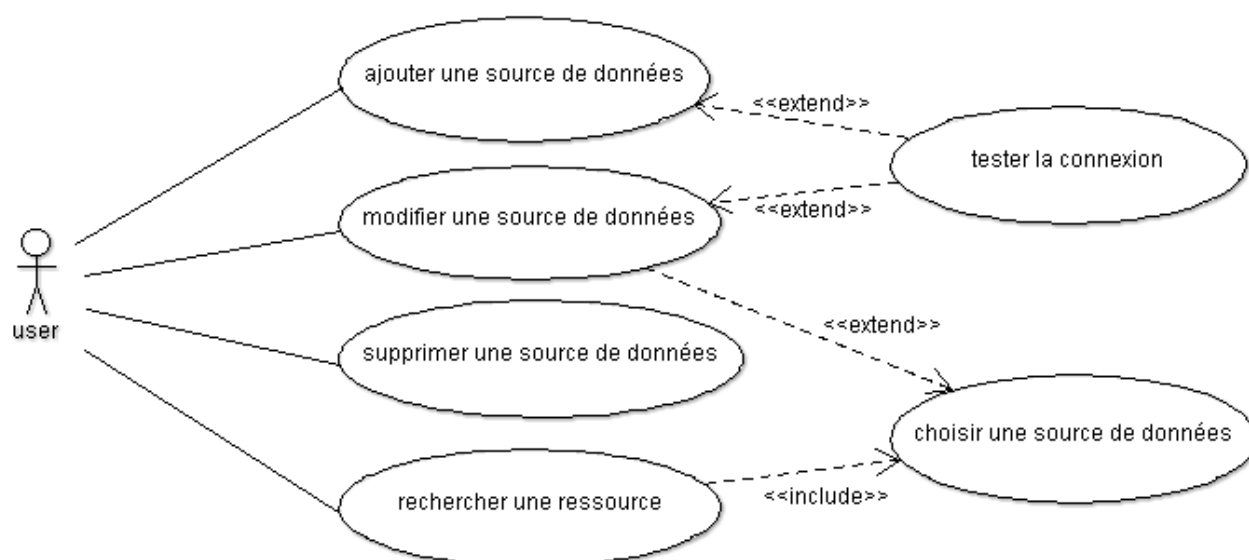 ajouter une source de données
<<extend>>
tester la connexion
modifier une source de données
<<extend>>
user
<<extend>>
supprimer une source de données
choisir une source de données
rechercher une ressource
<<include>>